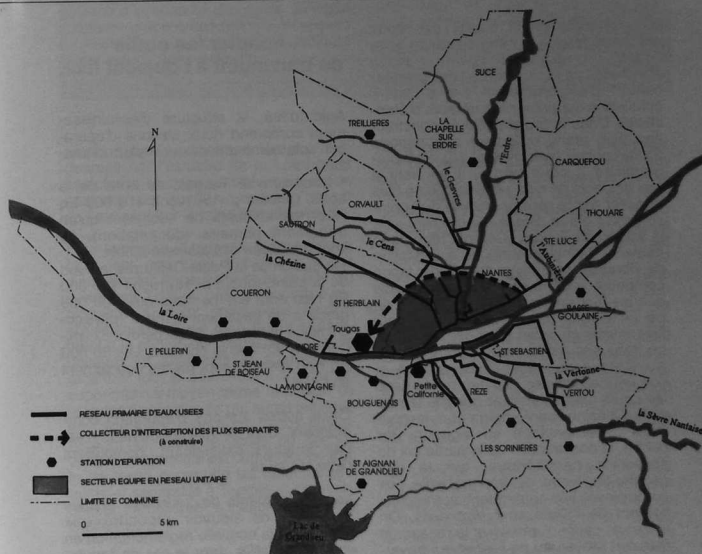 SUCE
N
TREILLIERES
LA
CHAPELLE
SUR
ERDRE
l'Erdre
CARQUEFOU
le Gesvres
ORVAULT
THOUARE
SAUTRON
le Cens
STE LUCE
l'Aubinière
la Chézine
NANTES
COUERON
ST HERBLAIN
BASSE
GOULAINE
la Loire
Tougas
INDRE
LE PELLERIN
ST JEAN
DE BOISEAU
ST SEBASTIEN
LA MONTAGNE
Petite
Californie
la Vertonne
BOUGUENAIS
REZE
VERTOU
la Sèvre Nantaise
RESEAU PRIMAIRE D'EAUX USEES
COLLECTEUR D'INTERCEPTION DES FLUX SEPARATIFS
(à construire)
LES SORINIERES
STATION D'EPURATION
ST AIGNAN
DE GRANDLIEU
SECTEUR EQUIPE EN RESEAU UNITAIRE
LIMITE DE COMMUNE
0 5 km
Lac de
Grandlieu